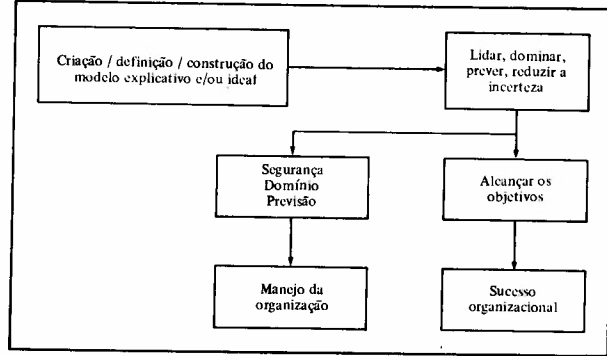 Criação / definição / construção do
modelo explicativo e/ou ideal
Lidar, dominar,
prever, reduzir a
incerteza
Segurança
Domínio
Previsão
Alcançar os
objetivos
Manejo da
organização
Sucesso
organizacional